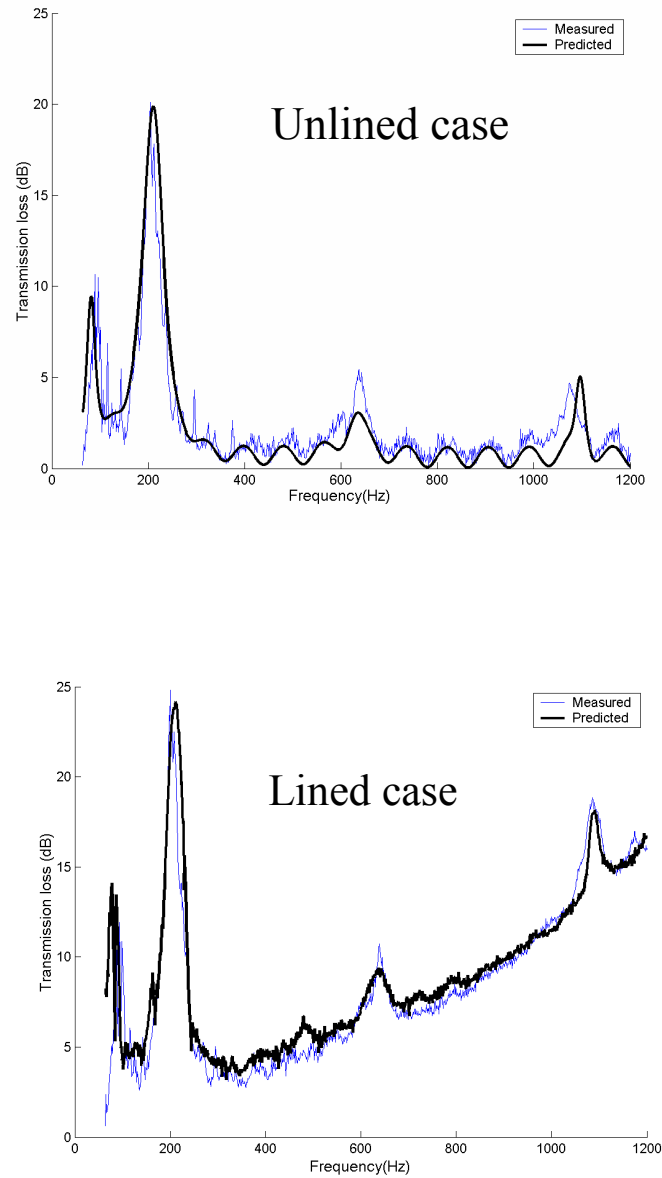 25
Measured
Predicted
20
Unlined case
15
Transmission loss (dB)
10
5
0
0 200 400 600 800 1000 1200
Frequency(Hz)
25
Measured
Predicted
20
Lined case
15
Transmission loss (dB)
10
5
0
0 200 400 600 800 1000 1200
Frequency(Hz)